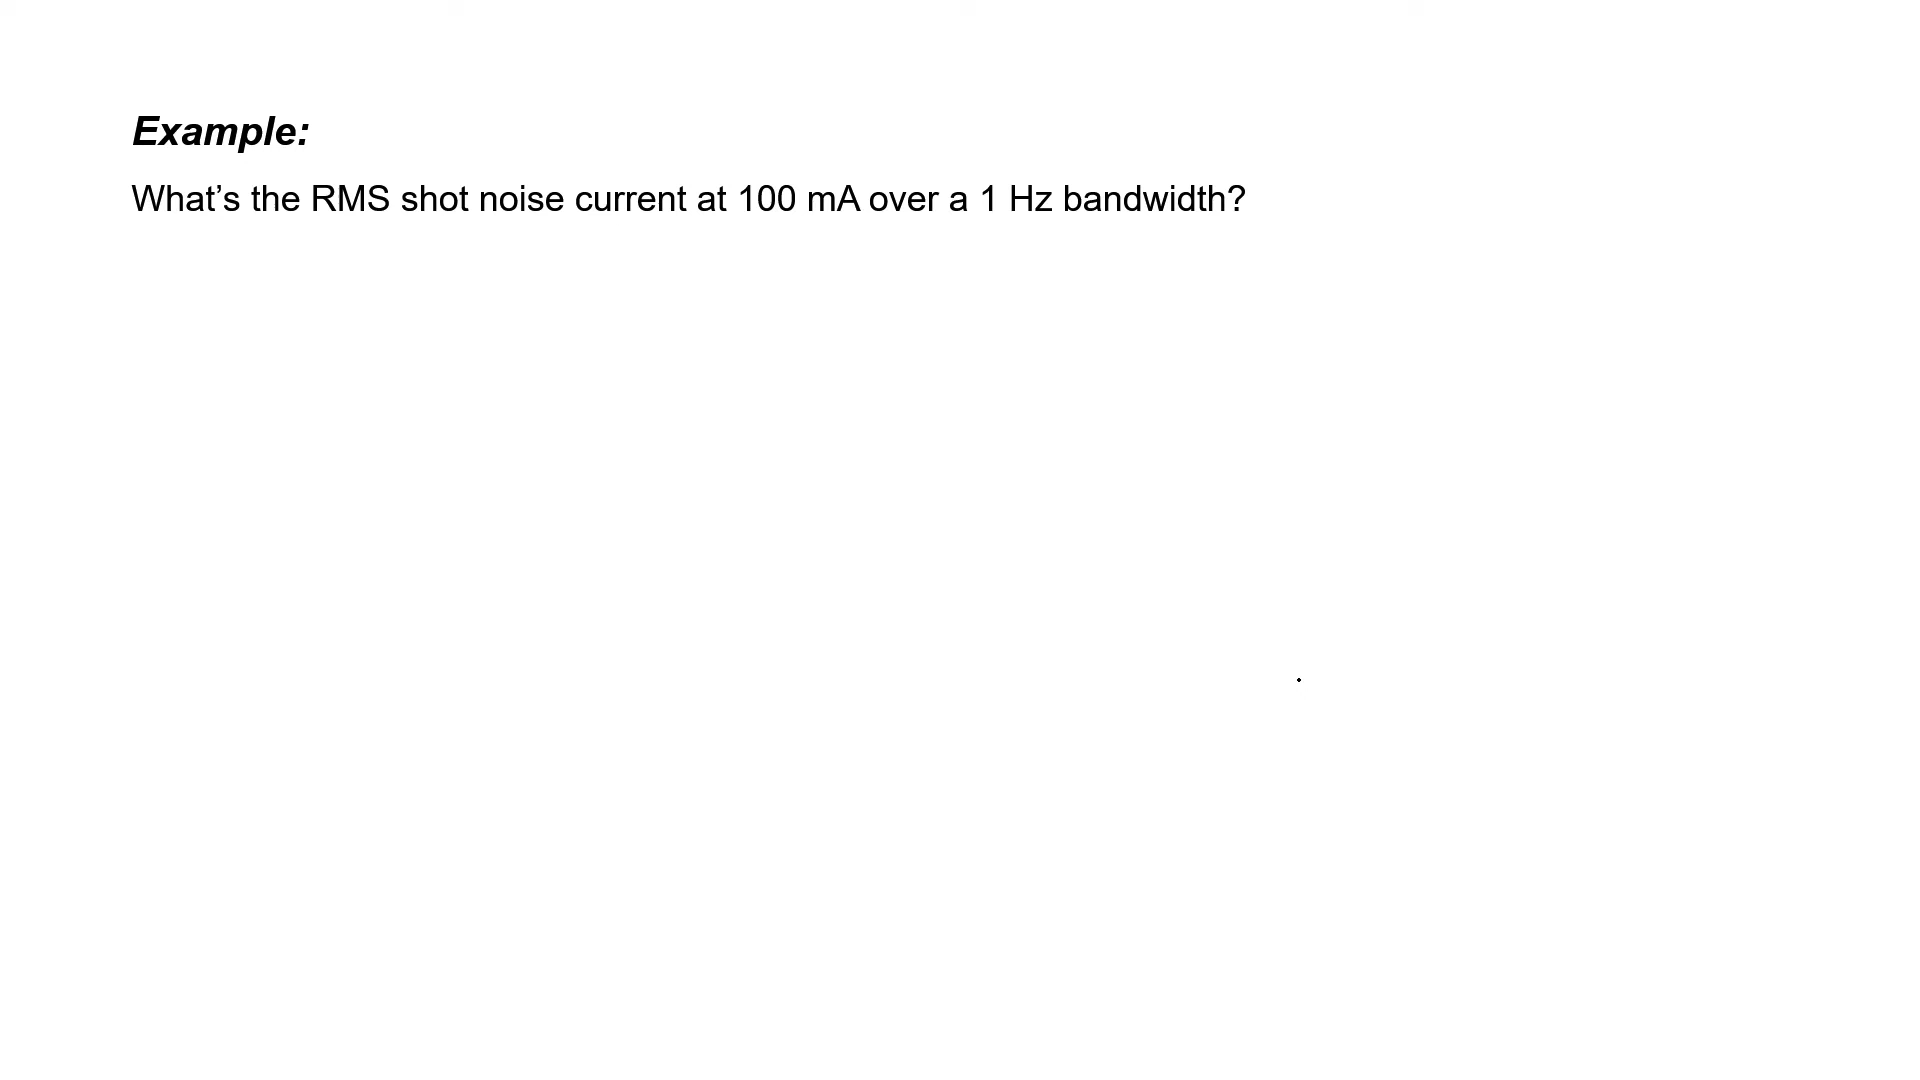 Example:
What’s the RMS shot noise current at 100 mA over a 1 Hz bandwidth?